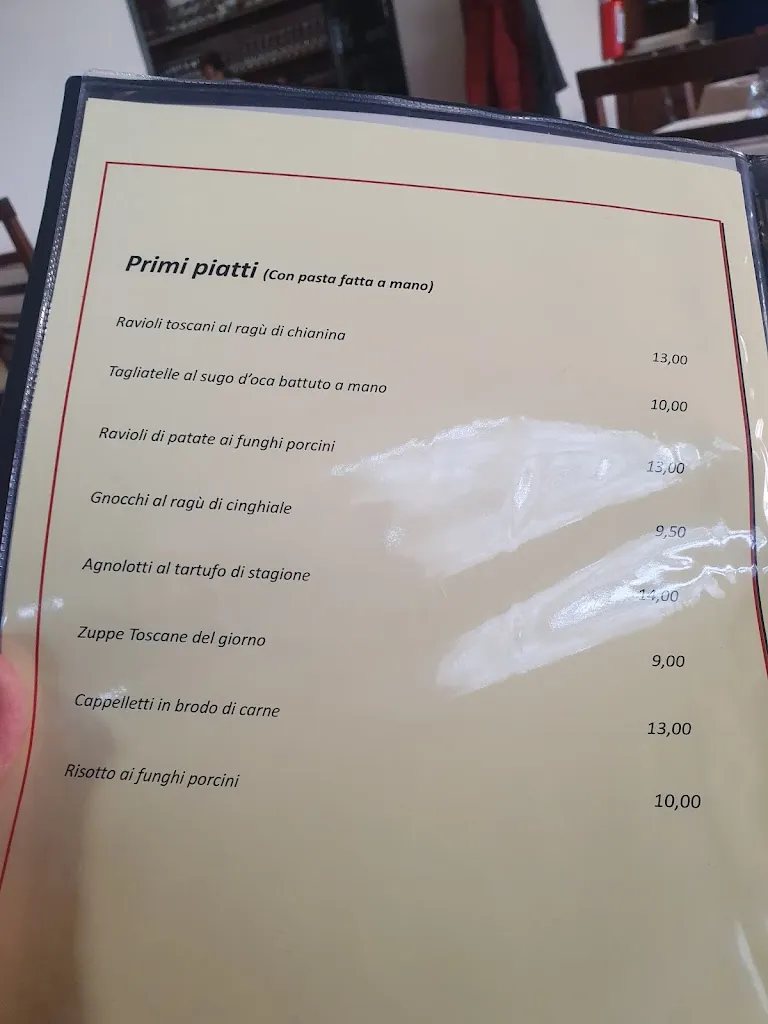 Primi piatti (Con pasta fatta a mano)
Ravioli toscani al ragù di chianina 13,00
Tagliatelle al sugo d'oca battuto a mano 10,00
Ravioli di patate ai funghi porcini 13,00
Gnocchi al ragù di cinghiale 9,50
Agnolotti al tartufo di stagione 14,00
Zuppe Toscane del giorno 9,00
Cappelletti in brodo di carne 13,00
Risotto ai funghi porcini 10,00